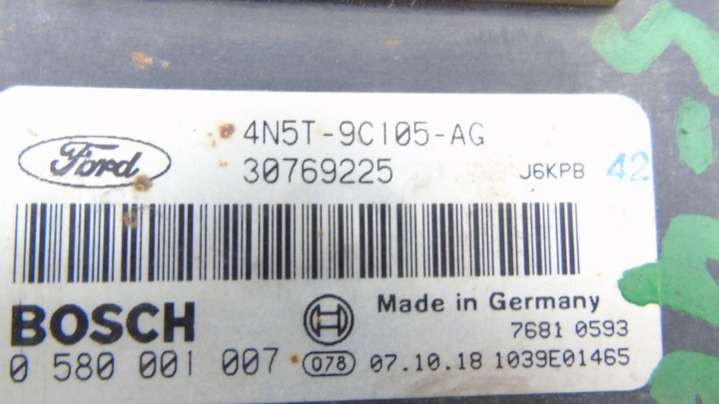 Ford 4N5T-9C105-AG
30769225 J6KPB 42
BOSCH Made in Germany
7681 0593
0 580 001 007 078 07.10.18 1039E01465